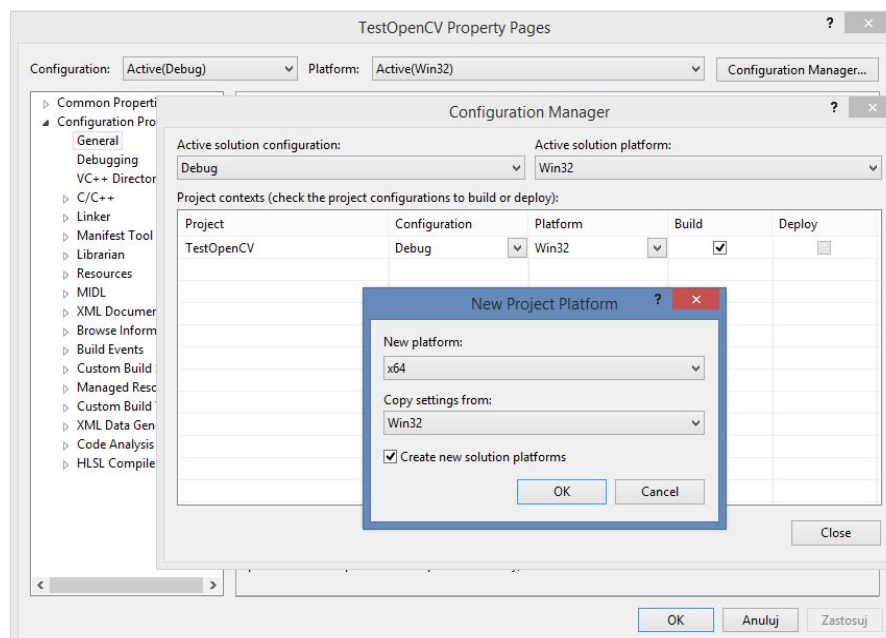 TestOpenCV Property Pages
Configuration: Active(Debug) Platform: Active(Win32) Configuration Manager...
Common Properti
Configuration Pro
General
Debugging
VC++ Director
C/C++
Linker
Manifest Tool
Librarian
Resources
MIDL
XML Documen
Browse Inform
Build Events
Custom Build
Managed Reso
Custom Build
XML Data Gen
Code Analysis
HLSL Compile
Configuration Manager
Active solution configuration: Active solution platform:
Debug Win32
Project contexts (check the project configurations to build or deploy):
Project Configuration Platform Build Deploy
TestOpenCV Debug Win32
New Project Platform
New platform:
x64
Copy settings from:
Win32
Create new solution platforms
OK Cancel
Close
OK Anuluj Zastosuj